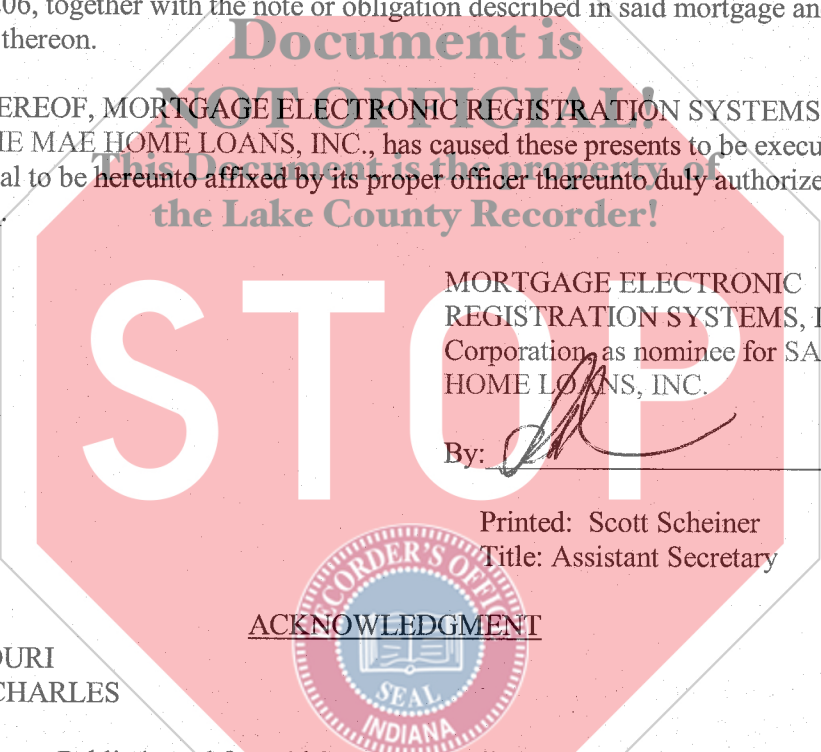 06, together with the note or obligation described in said mortgage an
thereon.
Document is
NOT OFFICIAL!
EREOF, MORTGAGE ELECTRONIC REGISTRATION SYSTEMS
IE MAE HOME LOANS, INC., has caused these presents to be execu
This Document is the property of
al to be hereunto affixed by its proper officer thereunto duly authorize
the Lake County Recorder!
STOP
MORTGAGE ELECTRONIC
REGISTRATION SYSTEMS, I
Corporation, as nominee for SA
HOME LOANS, INC.
By:
Printed: Scott Scheiner
Title: Assistant Secretary
RECORDER'S OFFIC
SEAL
INDIANA
ACKNOWLEDGMENT
OURI
CHARLES